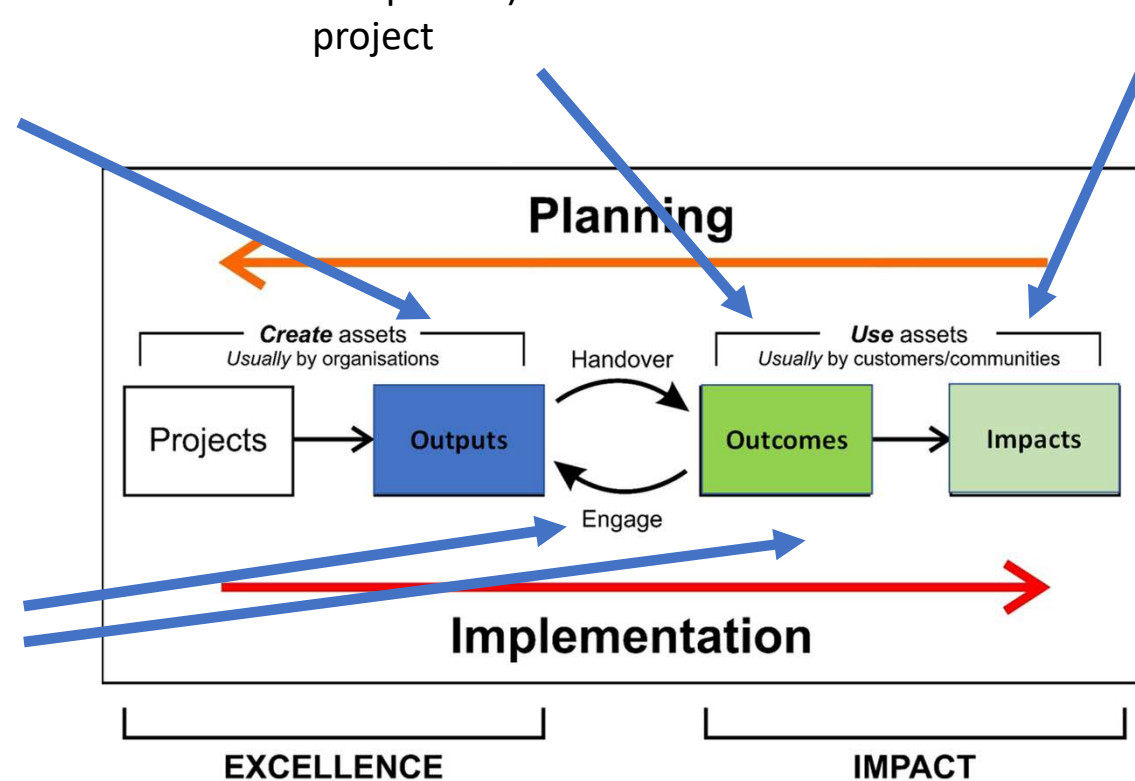 project
Planning
Create assets
Usually by organisations
Handover
Use assets
Usually by customers/communities
Projects
Outputs
Outcomes
Impacts
Engage
Implementation
EXCELLENCE
IMPACT